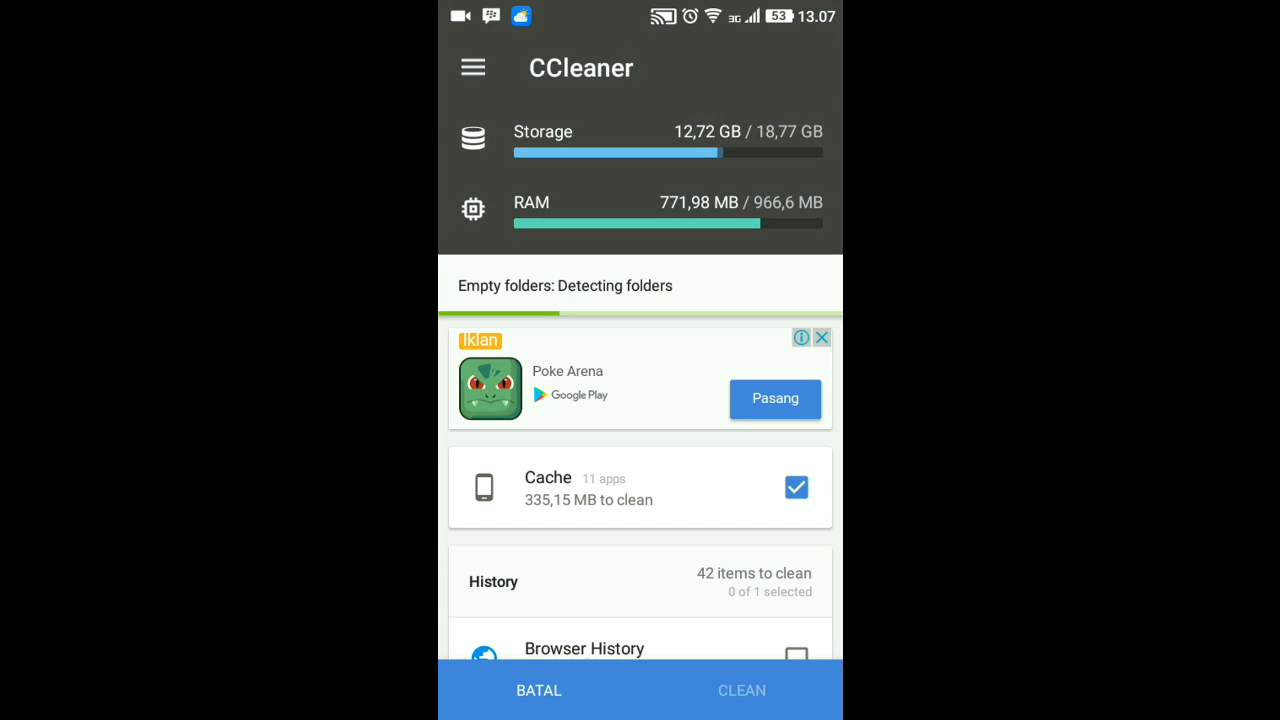 3G 53 13.07
CCleaner
Storage 12,72 GB / 18,77 GB
RAM 771,98 MB / 966,6 MB
Empty folders: Detecting folders
Iklan
Poke Arena
Google Play
Pasang
Cache 11 apps
335,15 MB to clean
History 42 items to clean
0 of 1 selected
Browser History
BATAL CLEAN